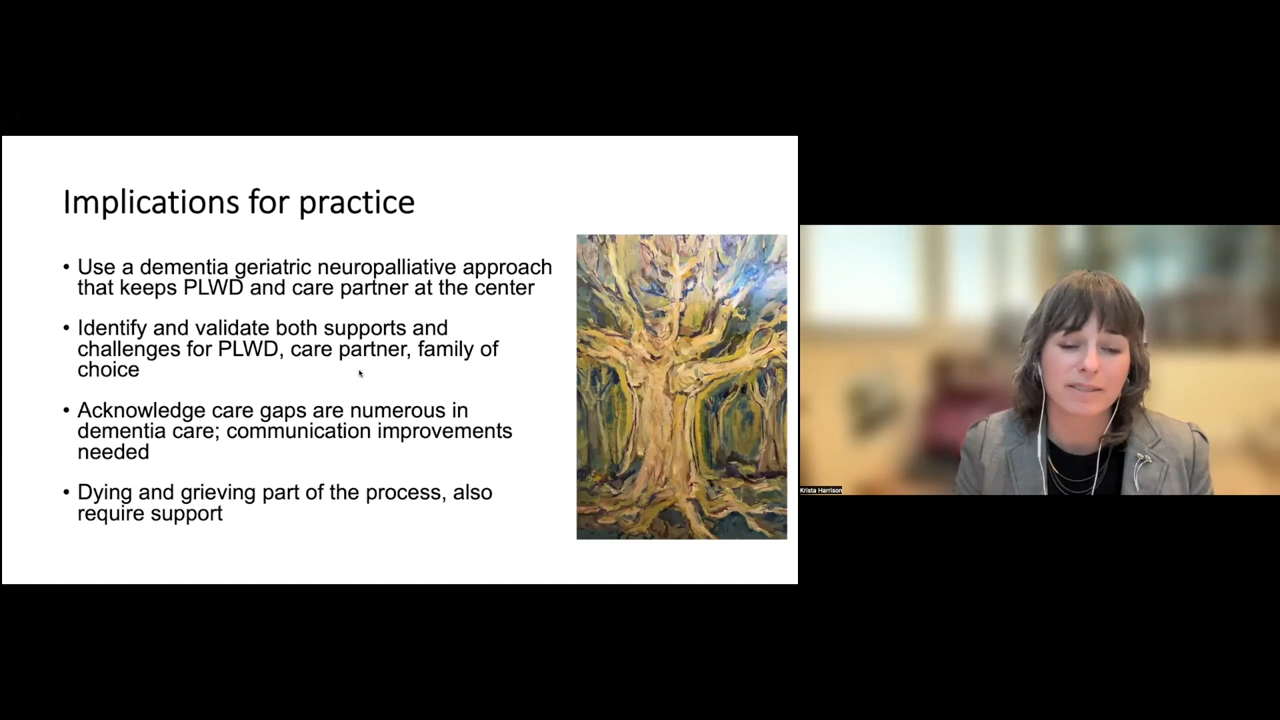 Implications for practice
• Use a dementia geriatric neuropalliative approach
that keeps PLWD and care partner at the center
• Identify and validate both supports and
challenges for PLWD, care partner, family of
choice
• Acknowledge care gaps are numerous in
dementia care; communication improvements
needed
• Dying and grieving part of the process, also
require support
Krista Harrison